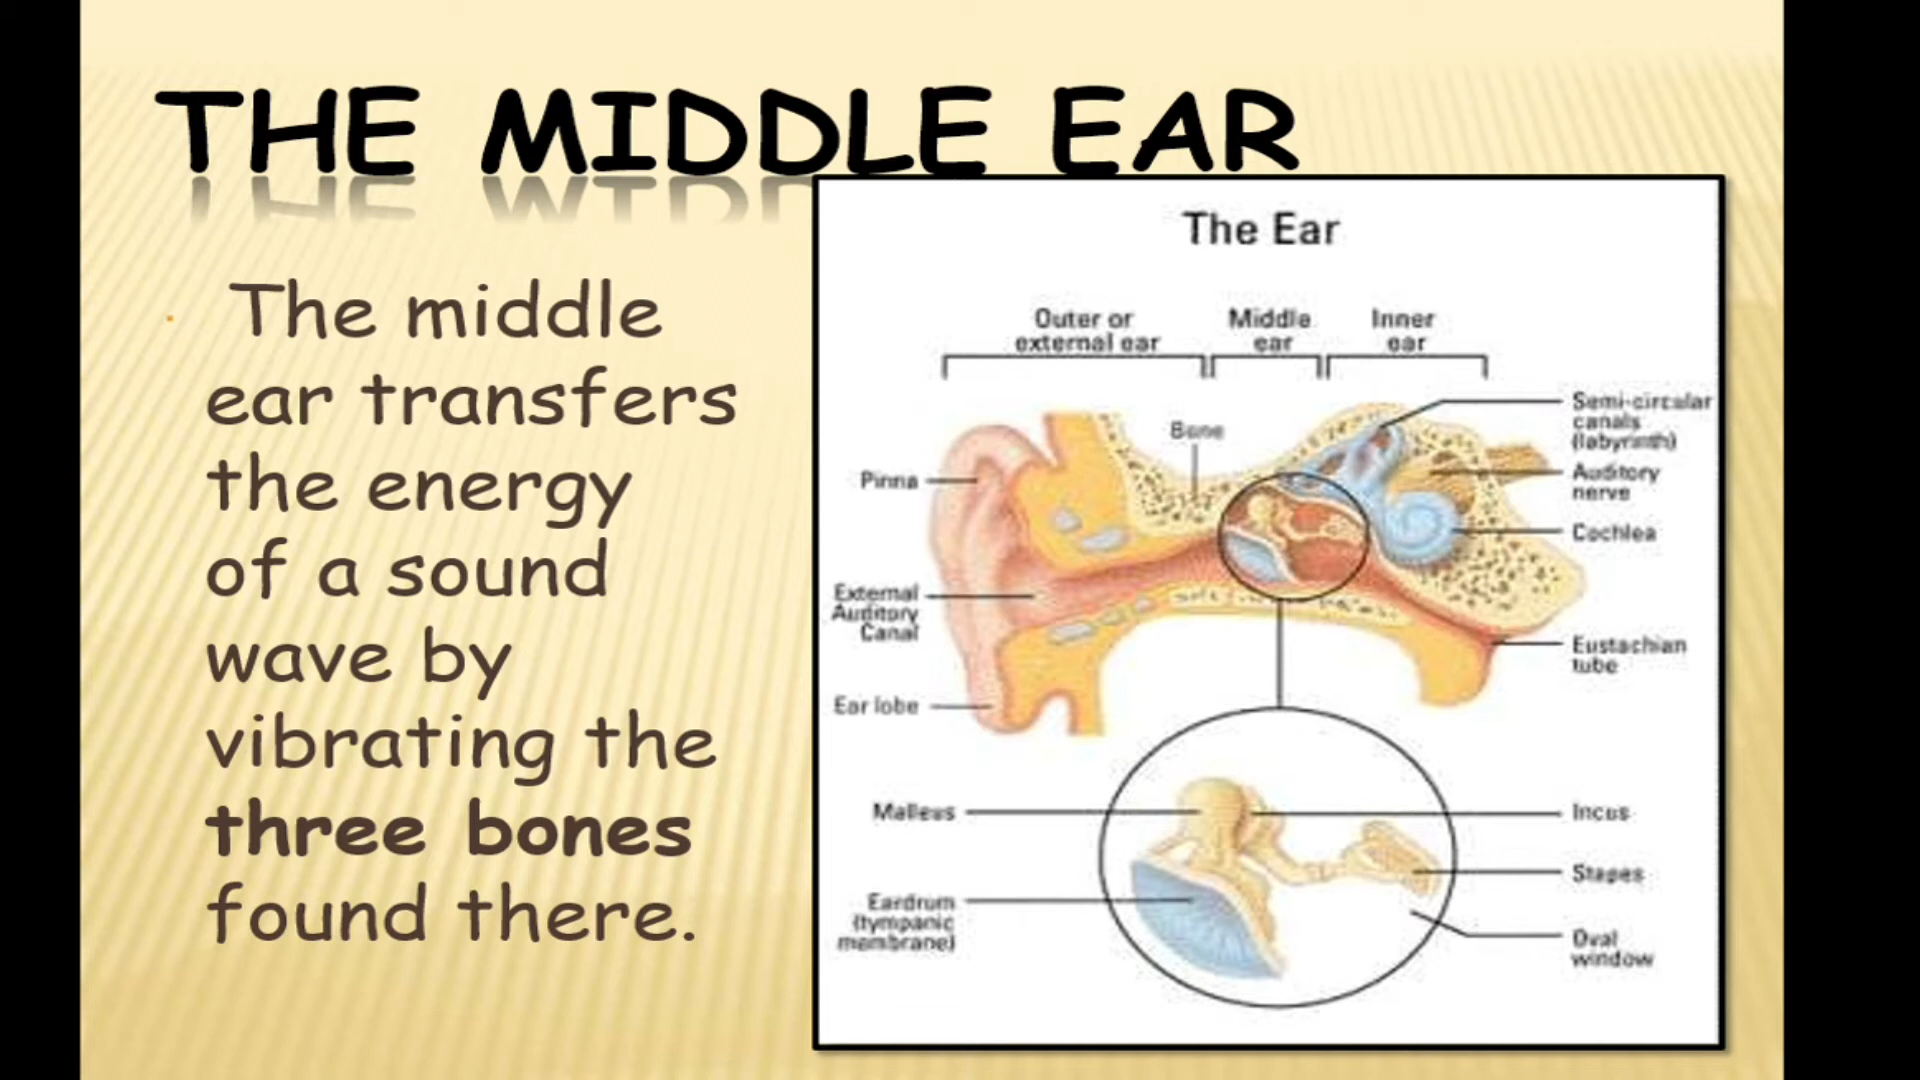 THE MIDDLE EAR
The middle
ear transfers
the energy
of a sound
wave by
vibrating the
three bones
found there.
The Ear
Outer or
external ear
Middle
ear
Inner
ear
Bone
Pinna
External
Auditory
Canal
Ear lobe
Semi-circular
canals
(labyrinth)
Auditory
nerve
Cochlea
Eustachian
tube
Malleus
Eardrum
(tympanic
membrane)
Incus
Stapes
Oval
window